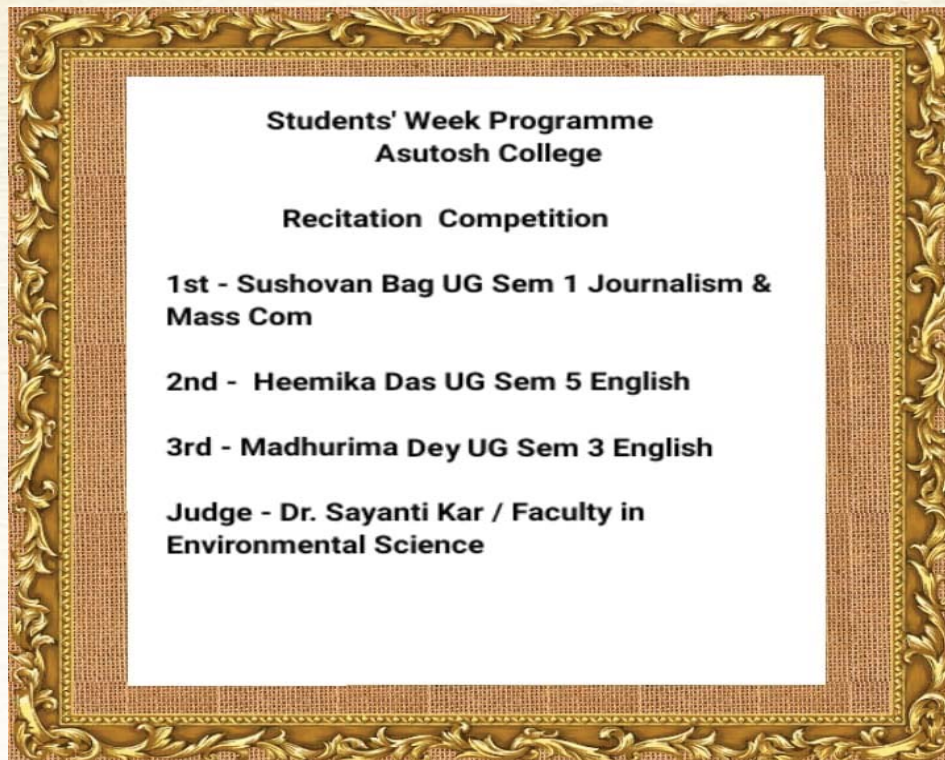 Students' Week Programme
Asutosh College
Recitation Competition
1st - Sushovan Bag UG Sem 1 Journalism &
Mass Com
2nd - Heemika Das UG Sem 5 English
3rd - Madhurima Dey UG Sem 3 English
Judge - Dr. Sayanti Kar / Faculty in
Environmental Science